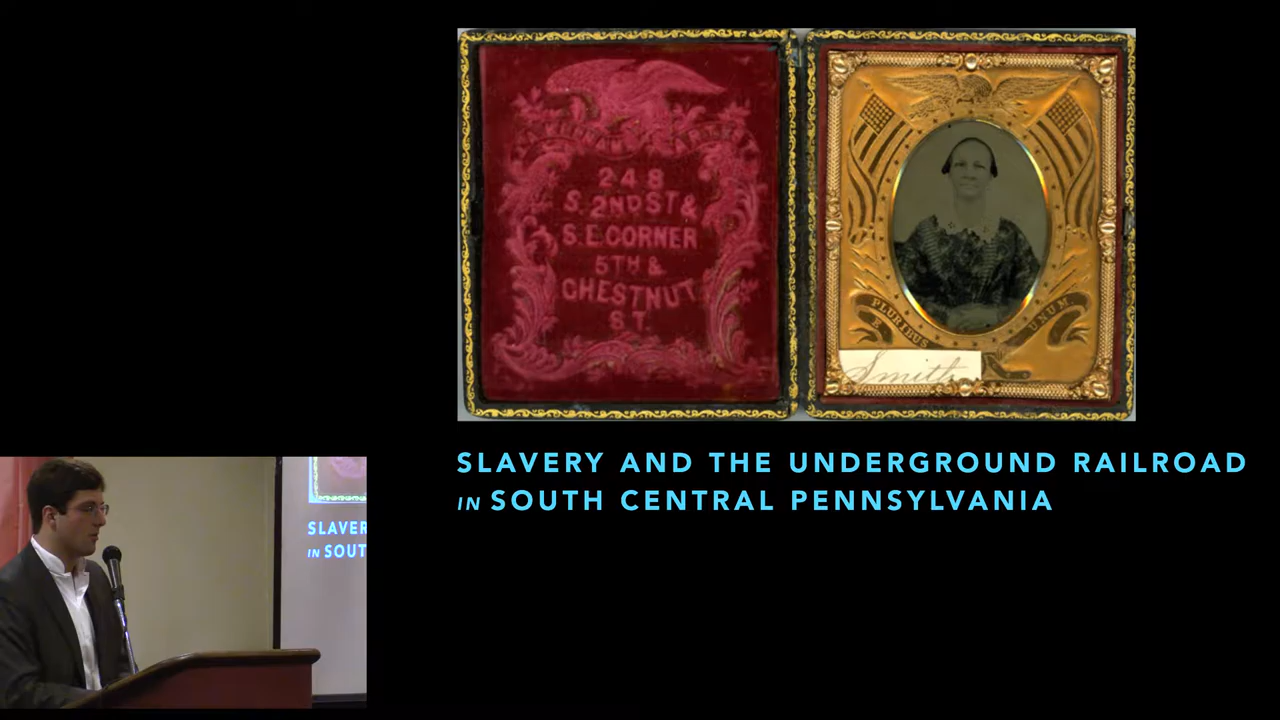 248
S. 2ND ST &
S.E. CORNER
5TH &
CHESTNUT
ST.
E PLURIBUS UNUM
Smith
SLAVERY AND THE UNDERGROUND RAILROAD
IN SOUTH CENTRAL PENNSYLVANIA
SLAVER
IN SOUT